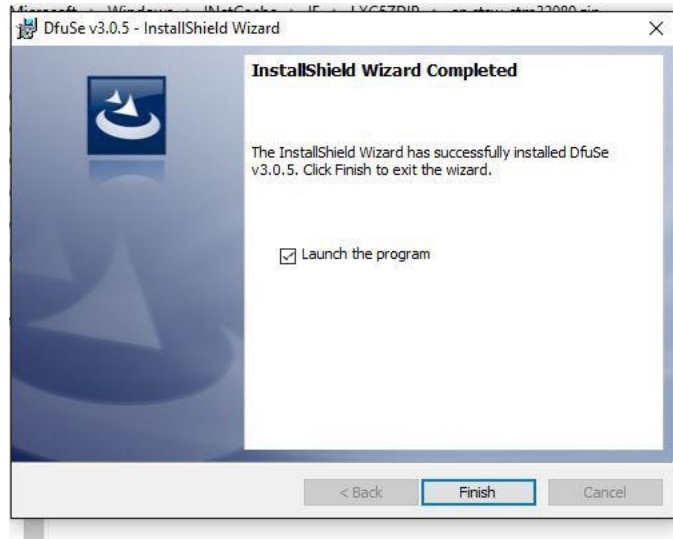 DfuSe v3.0.5 - InstallShield Wizard
InstallShield Wizard Completed
The InstallShield Wizard has successfully installed DfuSe
v3.0.5. Click Finish to exit the wizard.
Launch the program
< Back Finish Cancel